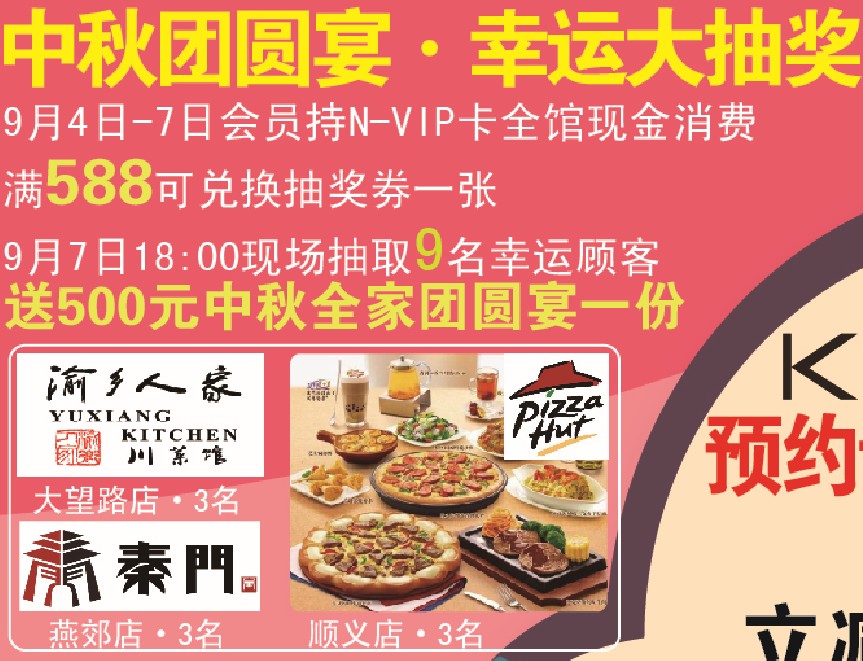 中秋团圆宴·幸运大抽奖
9月4日-7日会员持N-VIP卡全馆现金消费
满588可兑换抽奖券一张
9月7日18:00现场抽取9名幸运顾客
送500元中秋全家团圆宴一份
渝乡人家
YUXIANG
KITCHEN
川菜馆
大望路店·3名
秦門
燕郊店·3名
Pizza
Hut
顺义店·3名
K
预约
立减